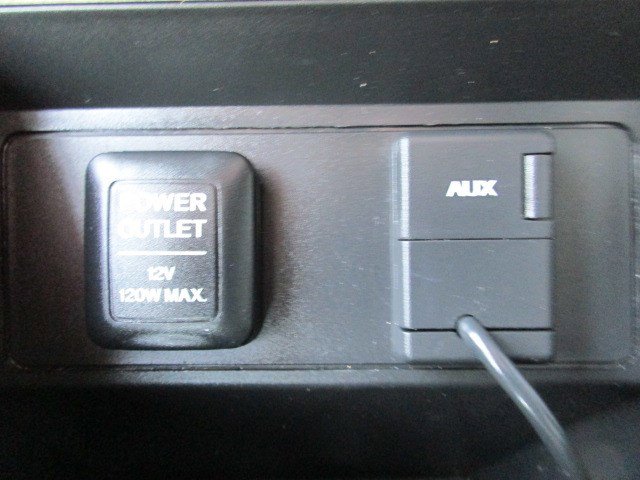 POWER
OUTLET
12V
120W MAX.
AUX